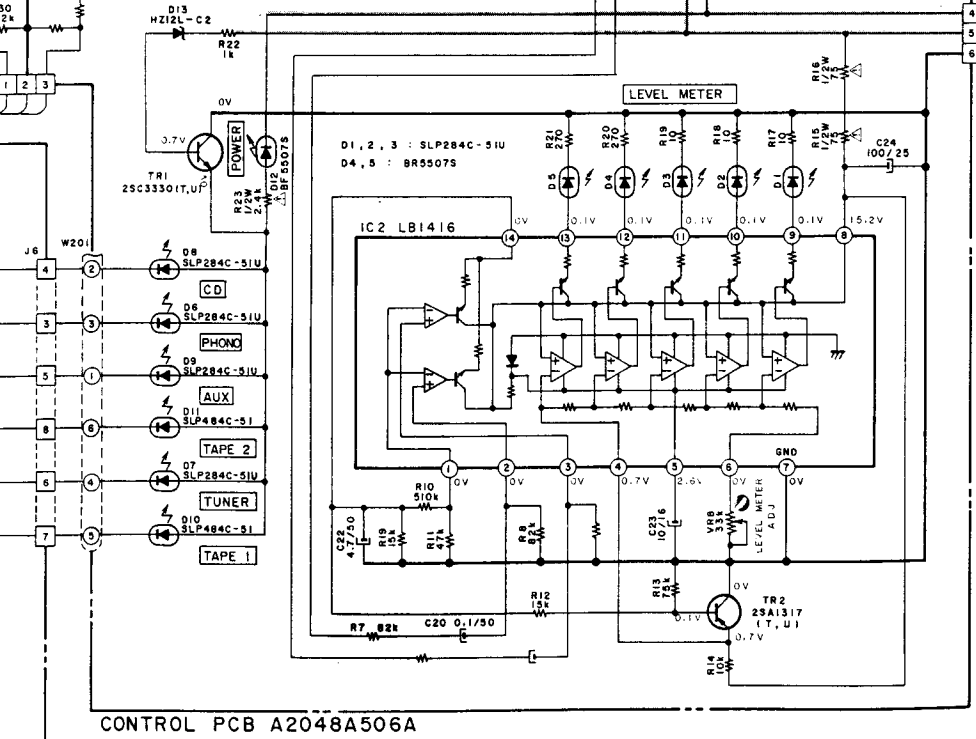 D13
HZ12L-C2
R22
1k
4
5
6
1 2 3
0V
LEVEL METER
R16
1/2W
75
R15
1/2W
75
R21
270
R20
270
R19
10
R18
10
R17
10
C24
100/25
0.7V
POWER
D12
BF5507S
D1, 2, 3 : SLP284C-51U
D4, 5 : BR5507S
TR1
2SC3330(T,U)
0V
R23
1/2W
2.4k
D5
D4
D3
D2
D1
IC2 LB1416
0V
0.1V
0.1V
0.1V
0.1V
0.1V
15.2V
14
13
12
11
10
9
8
J6
W201
4
2
D8
SLP284C-51U
CD
3
3
D6
SLP284C-51U
PHONO
5
1
D9
SLP284C-51U
AUX
8
6
D11
SLP484C-51
TAPE 2
6
4
D7
SLP284C-51U
TUNER
7
5
D10
SLP484C-51
TAPE 1
GND
1
2
3
4
5
6
7
0V
0V
0V
0.7V
2.6V
0V
0V
R10
510k
C22
4.7/50
R19
15k
R11
47k
R8
82k
C23
10/16
VR8
33k
LEVEL METER
ADJ
R13
75k
R12
15k
0V
TR2
2SA1317
(T,U)
0.1V
0.7V
R7 82k
C20 0.1/50
R14
10k
CONTROL PCB A2048A506A